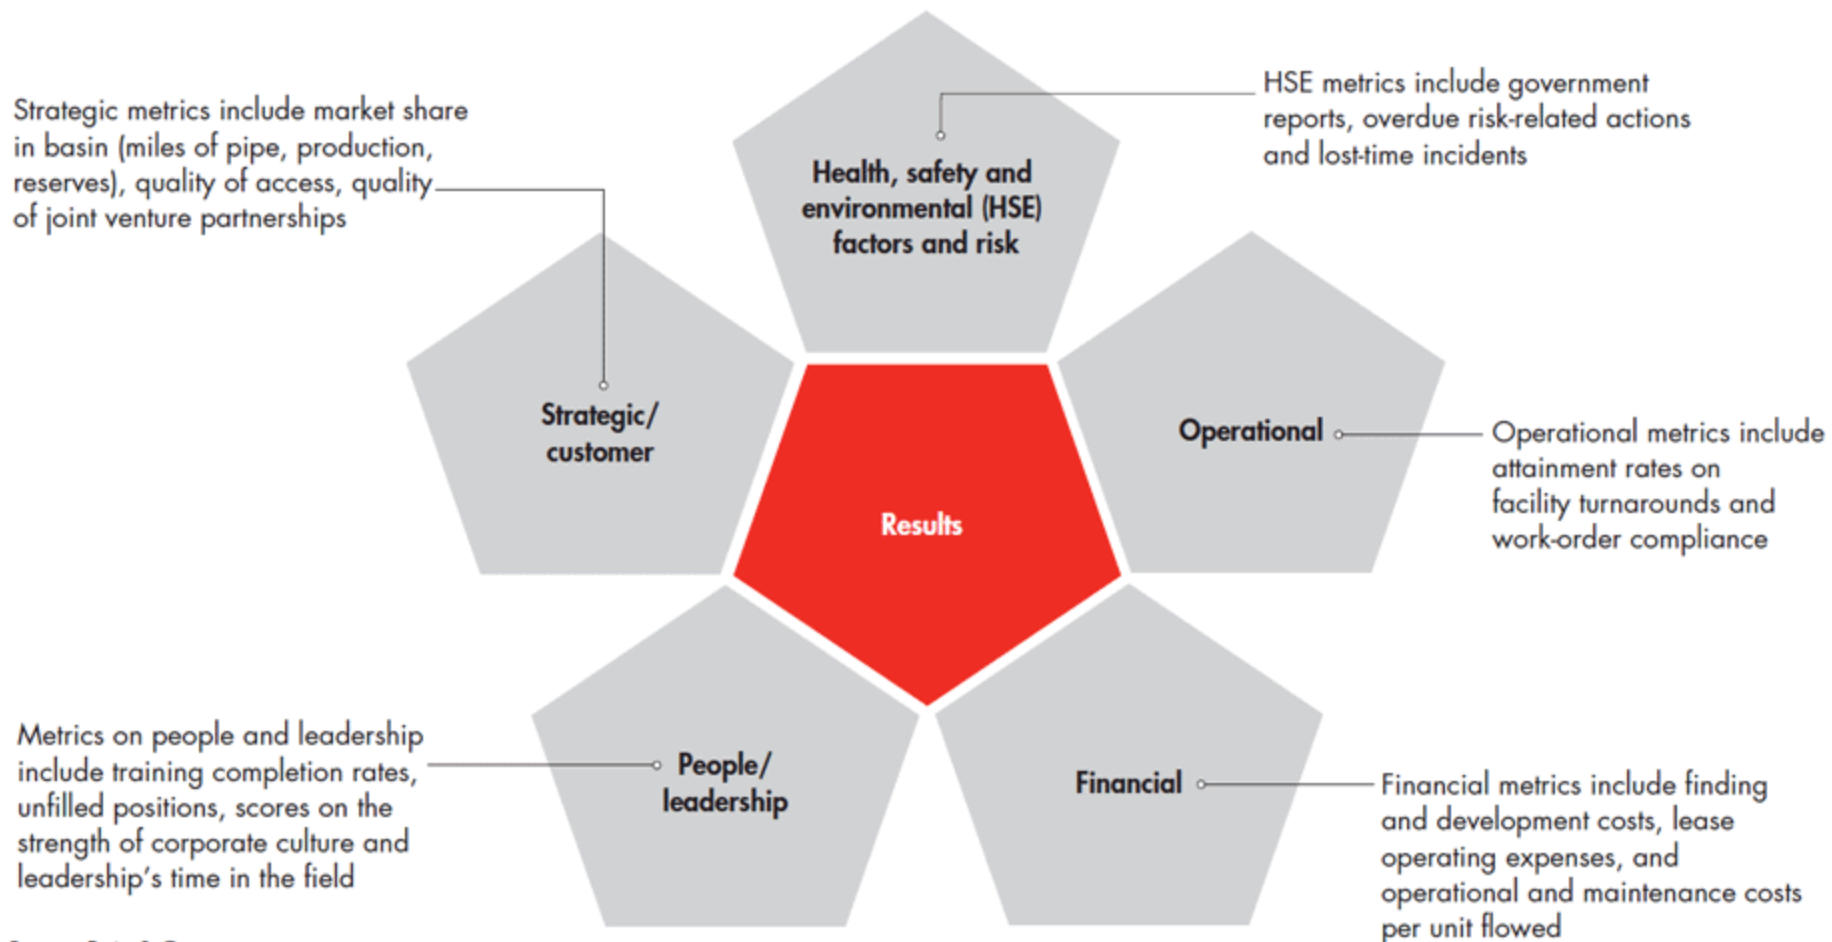 Strategic metrics include market share
in basin (miles of pipe, production,
reserves), quality of access, quality
of joint venture partnerships
Health, safety and
environmental (HSE)
factors and risk
HSE metrics include government
reports, overdue risk-related actions
and lost-time incidents
Strategic/
customer
Results
Operational
Operational metrics include
attainment rates on
facility turnarounds and
work-order compliance
Metrics on people and leadership
include training completion rates,
unfilled positions, scores on the
strength of corporate culture and
leadership's time in the field
People/
leadership
Financial
Financial metrics include finding
and development costs, lease
operating expenses, and
operational and maintenance costs
per unit flowed